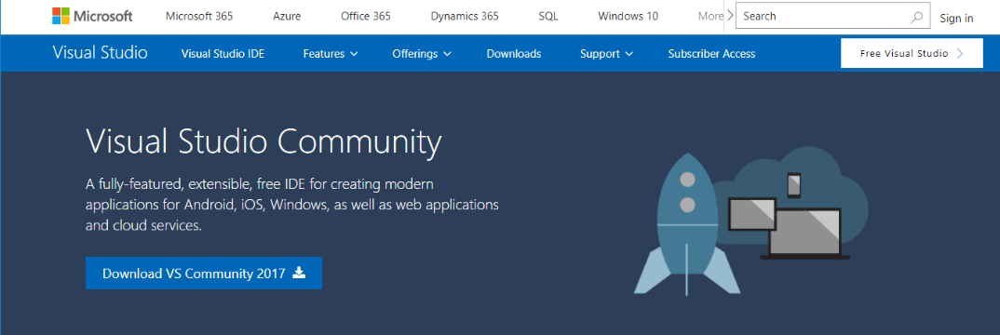 Microsoft Microsoft 365 Azure Office 365 Dynamics 365 SQL Windows 10 More Search Sign in
Visual Studio Visual Studio IDE Features Offerings Downloads Support Subscriber Access Free Visual Studio
Visual Studio Community
A fully-featured, extensible, free IDE for creating modern
applications for Android, iOS, Windows, as well as web applications
and cloud services.
Download VS Community 2017